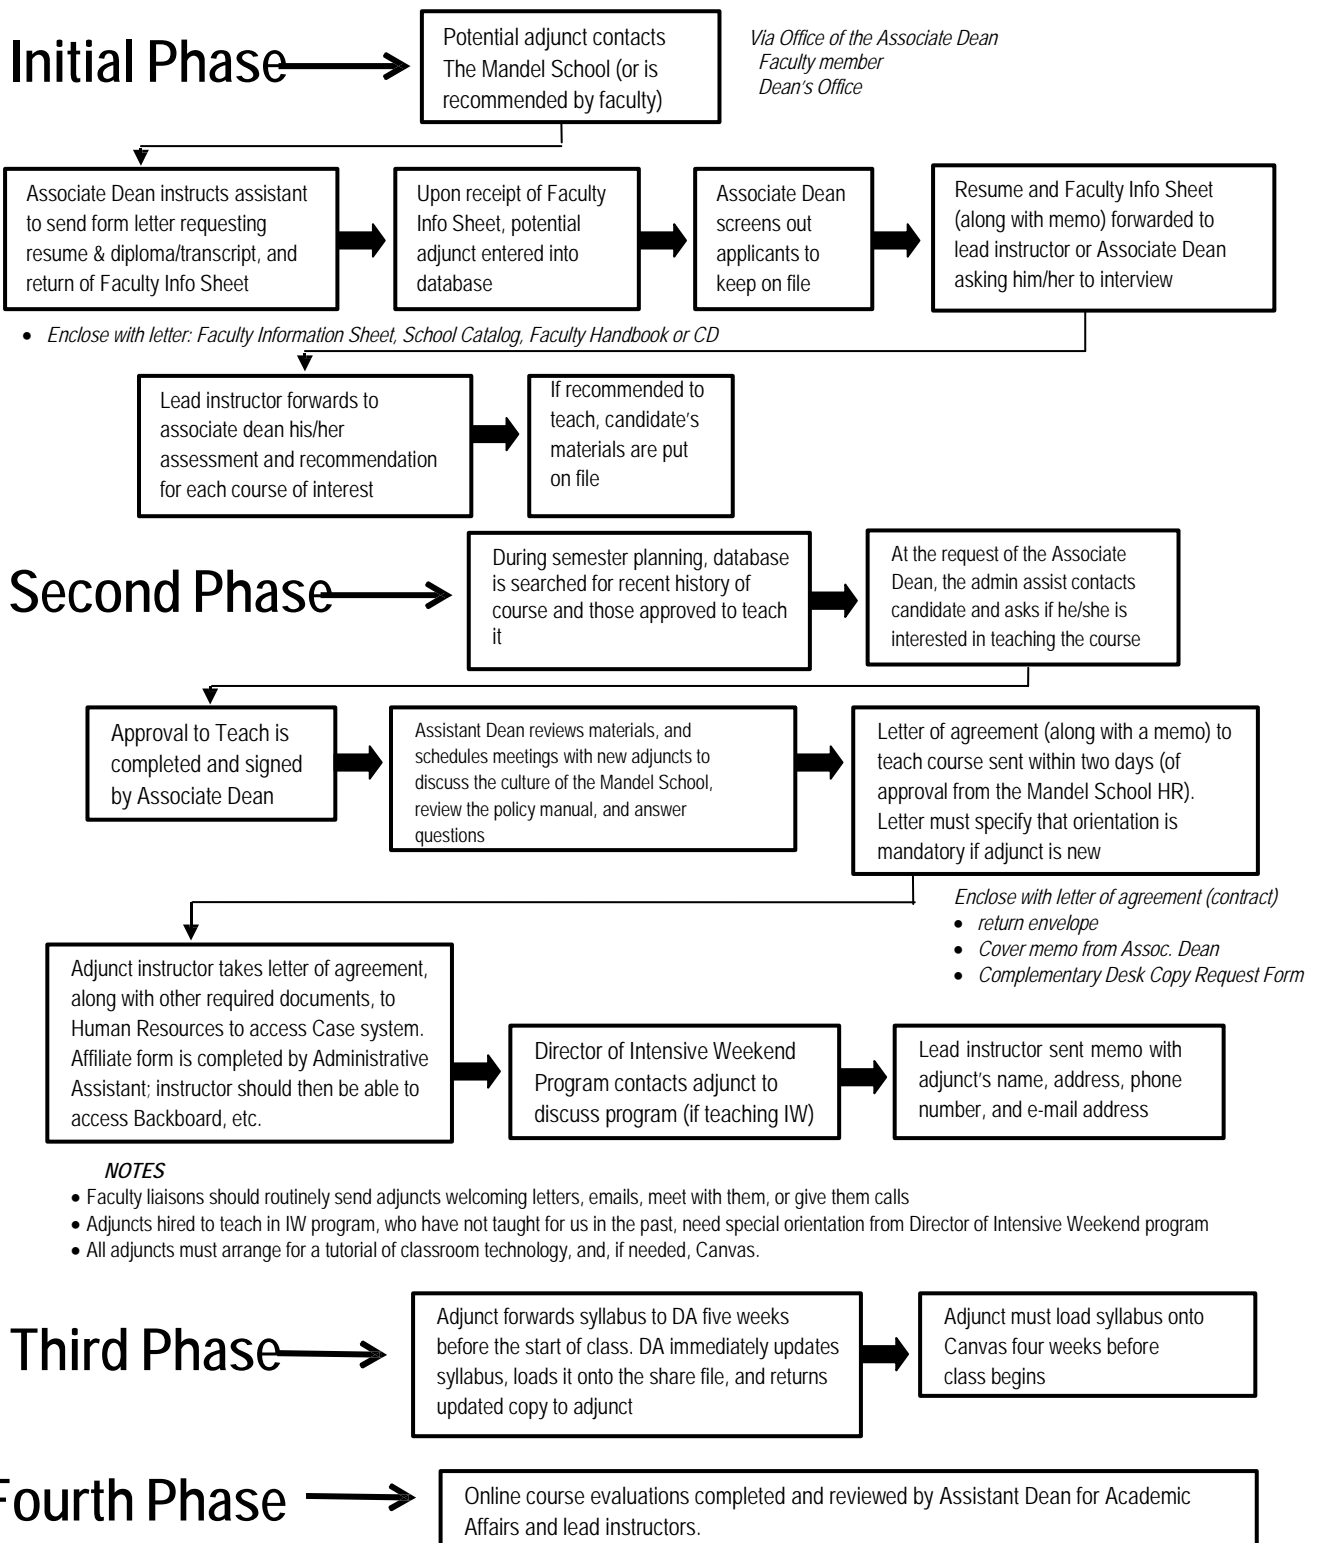 Initial Phase
Potential adjunct contacts
The Mandel School (or is
recommended by faculty)
Via Office of the Associate Dean
Faculty member
Dean's Office
Associate Dean instructs assistant
to send form letter requesting
resume & diploma/transcript, and
return of Faculty Info Sheet
Upon receipt of Faculty
Info Sheet, potential
adjunct entered into
database
Associate Dean
screens out
applicants to
keep on file
Resume and Faculty Info Sheet
(along with memo) forwarded to
lead instructor or Associate Dean
asking him/her to interview
• Enclose with letter: Faculty Information Sheet, School Catalog, Faculty Handbook or CD
Lead instructor forwards to
associate dean his/her
assessment and recommendation
for each course of interest
If recommended to
teach, candidate's
materials are put
on file
Second Phase
During semester planning, database
is searched for recent history of
course and those approved to teach
it
At the request of the Associate
Dean, the admin assist contacts
candidate and asks if he/she is
interested in teaching the course
Approval to Teach is
completed and signed
by Associate Dean
Assistant Dean reviews materials, and
schedules meetings with new adjuncts to
discuss the culture of the Mandel School,
review the policy manual, and answer
questions
Letter of agreement (along with a memo) to
teach course sent within two days (of
approval from the Mandel School HR).
Letter must specify that orientation is
mandatory if adjunct is new
Enclose with letter of agreement (contract)
• return envelope
• Cover memo from Assoc. Dean
• Complementary Desk Copy Request Form
Adjunct instructor takes letter of agreement,
along with other required documents, to
Human Resources to access Case system.
Affiliate form is completed by Administrative
Assistant; instructor should then be able to
access Backboard, etc.
Director of Intensive Weekend
Program contacts adjunct to
discuss program (if teaching IW)
Lead instructor sent memo with
adjunct's name, address, phone
number, and e-mail address
NOTES
• Faculty liaisons should routinely send adjuncts welcoming letters, emails, meet with them, or give them calls
• Adjuncts hired to teach in IW program, who have not taught for us in the past, need special orientation from Director of Intensive Weekend program
• All adjuncts must arrange for a tutorial of classroom technology, and, if needed, Canvas.
Third Phase
Adjunct forwards syllabus to DA five weeks
before the start of class. DA immediately updates
syllabus, loads it onto the share file, and returns
updated copy to adjunct
Adjunct must load syllabus onto
Canvas four weeks before
class begins
Fourth Phase
Online course evaluations completed and reviewed by Assistant Dean for Academic
Affairs and lead instructors.